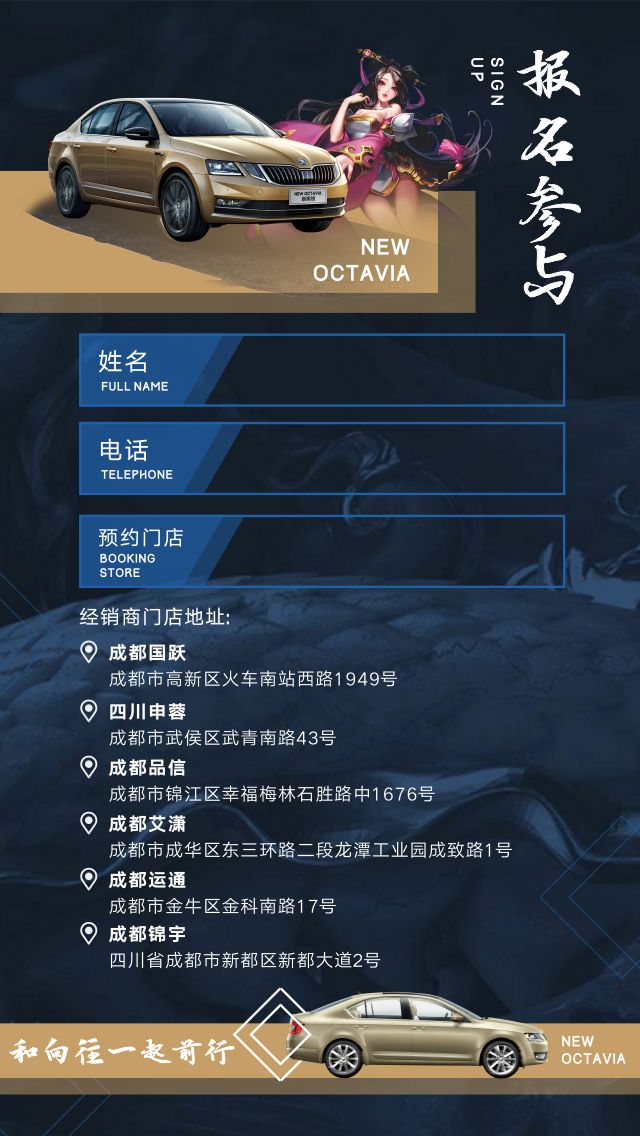 报名参与
SIGN
UP
NEW OCTAVIA
NEW
OCTAVIA
姓名
FULL NAME
电话
TELEPHONE
预约门店
BOOKING
STORE
经销商门店地址:
成都国跃
成都市高新区火车南站西路1949号
四川申蓉
成都市武侯区武青南路43号
成都品信
成都市锦江区幸福梅林石胜路中1676号
成都艾潇
成都市成华区东三环路二段龙潭工业园成致路1号
成都运通
成都市金牛区金科南路17号
成都锦宇
四川省成都市新都区新都大道2号
和向往一起前行
NEW
OCTAVIA